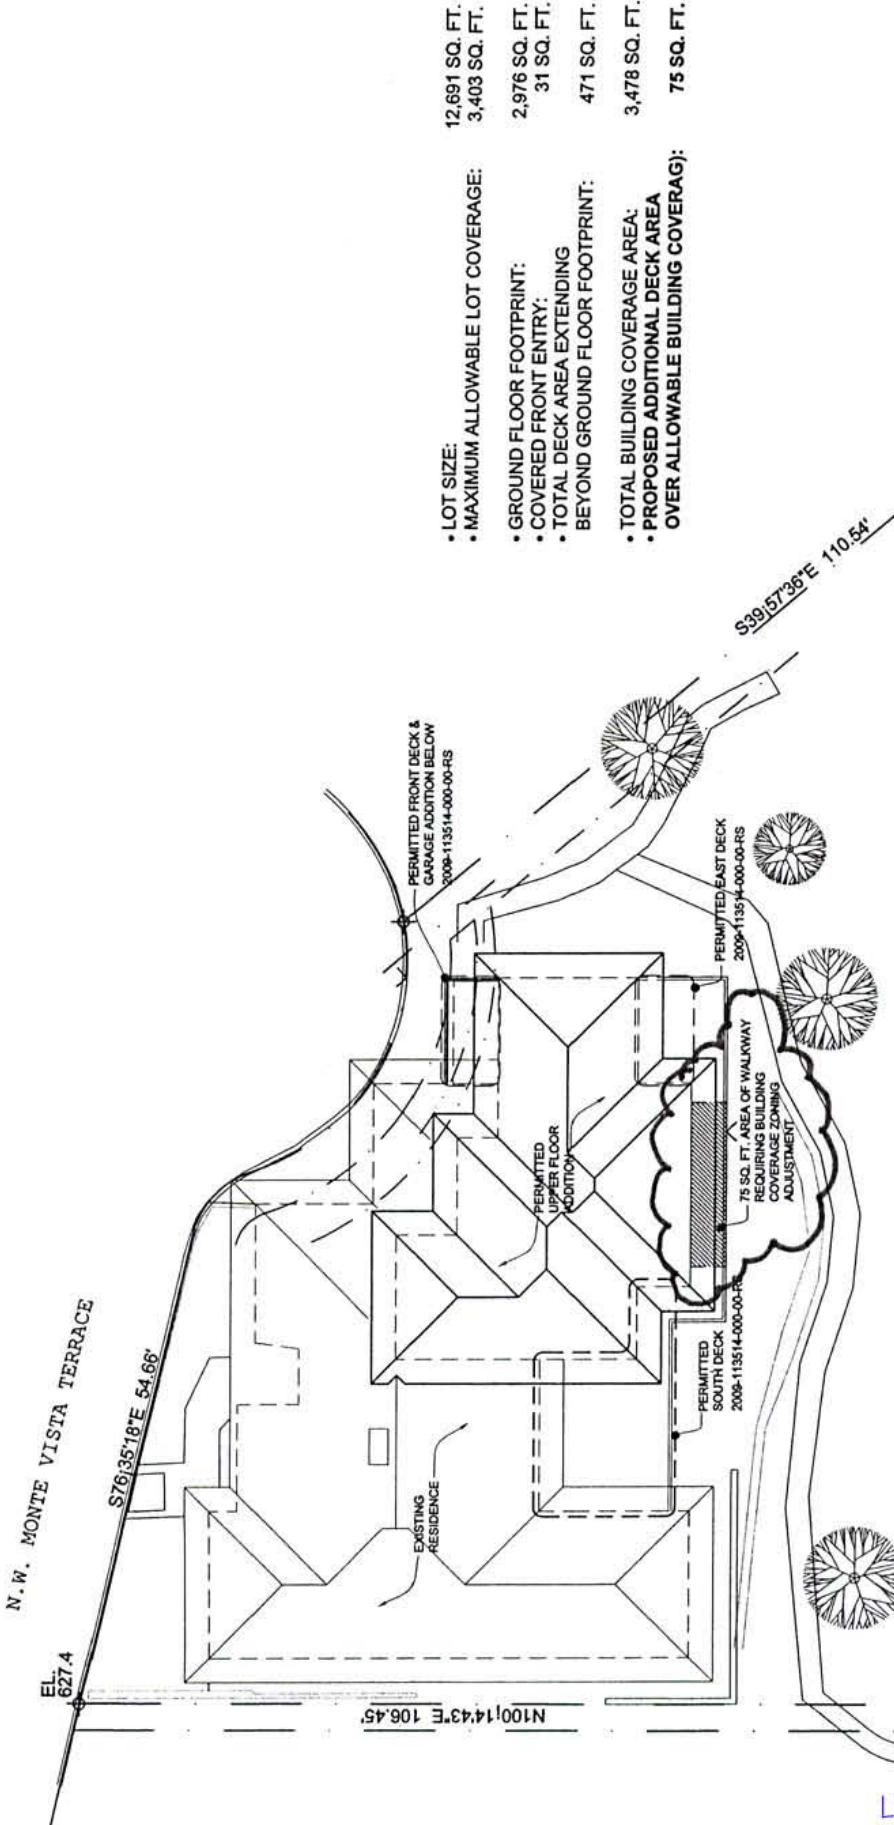 N.W. MONTE VISTA TERRACE
EL.
627.4
S76¡35'18"E 54.66'
N100¡14'43"E 106.45'
EXISTING
RESIDENCE
PERMITTED
UPPER FLOOR
ADDITION
PERMITTED FRONT DECK &
GARAGE ADDITION BELOW
2009-113514-000-00-RS
PERMITTED EAST DECK
2009-113514-000-00-RS
75 SQ. FT. AREA OF WALKWAY
REQUIRING BUILDING
COVERAGE ZONING
ADJUSTMENT
PERMITTED
SOUTH DECK
2009-113514-000-00-RS
S39¡57'36"E 110.54'
• LOT SIZE: 12,691 SQ. FT.
• MAXIMUM ALLOWABLE LOT COVERAGE: 3,403 SQ. FT.
• GROUND FLOOR FOOTPRINT: 2,976 SQ. FT.
• COVERED FRONT ENTRY: 31 SQ. FT.
• TOTAL DECK AREA EXTENDING
BEYOND GROUND FLOOR FOOTPRINT: 471 SQ. FT.
• TOTAL BUILDING COVERAGE AREA: 3,478 SQ. FT.
• PROPOSED ADDITIONAL DECK AREA
OVER ALLOWABLE BUILDING COVERAG): 75 SQ. FT.